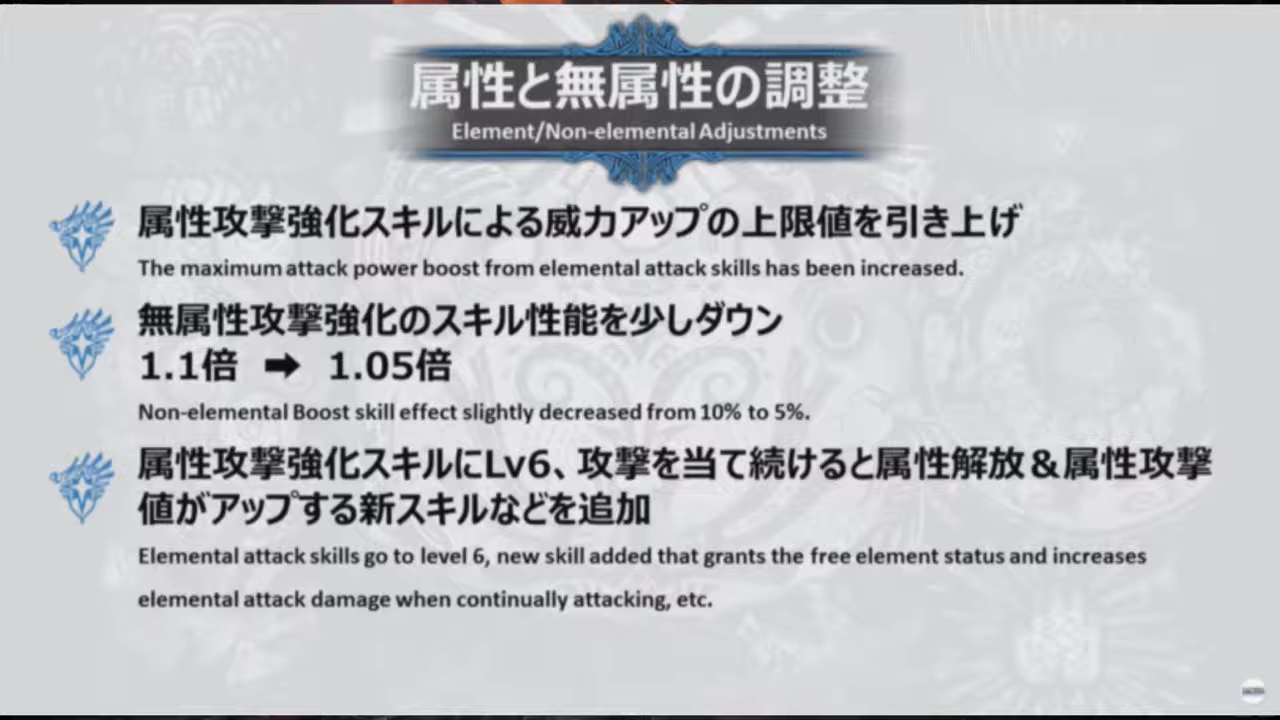 属性と無属性の調整
Element/Non-elemental Adjustments
属性攻撃強化スキルによる威力アップの上限値を引き上げ
The maximum attack power boost from elemental attack skills has been increased.
無属性攻撃強化のスキル性能を少しダウン
1.1倍 ➡ 1.05倍
Non-elemental Boost skill effect slightly decreased from 10% to 5%.
属性攻撃強化スキルにLv6、攻撃を当て続けると属性解放＆属性攻撃
値がアップする新スキルなどを追加
Elemental attack skills go to level 6, new skill added that grants the free element status and increases
elemental attack damage when continually attacking, etc.